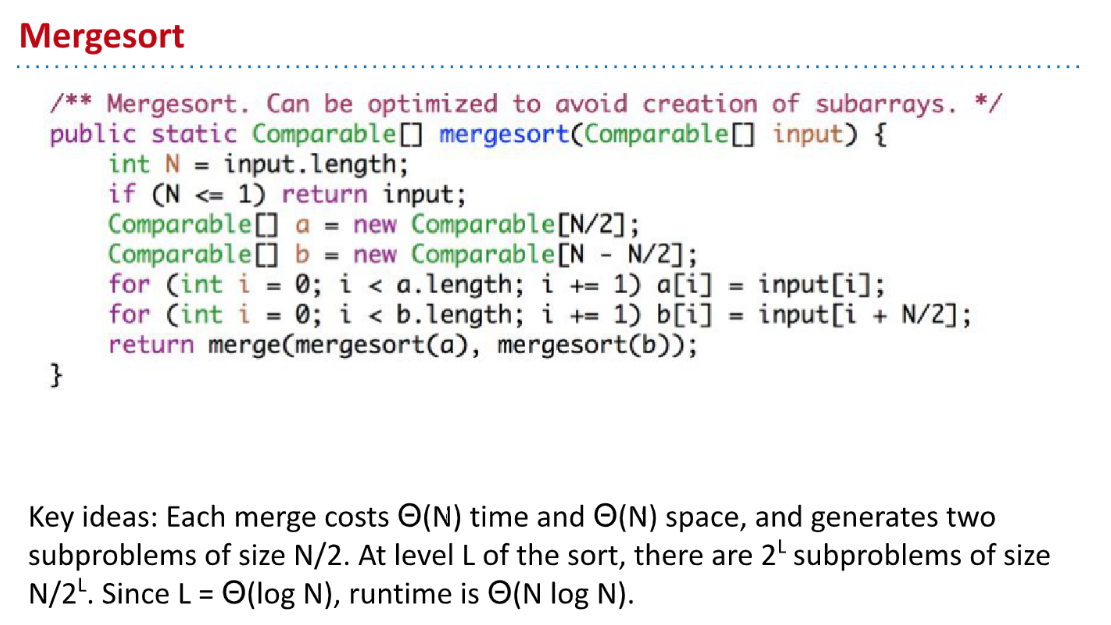 Mergesort
/** Mergesort. Can be optimized to avoid creation of subarrays. */
public static Comparable[] mergesort(Comparable[] input) {
    int N = input.length;
    if (N <= 1) return input;
    Comparable[] a = new Comparable[N/2];
    Comparable[] b = new Comparable[N - N/2];
    for (int i = 0; i < a.length; i += 1) a[i] = input[i];
    for (int i = 0; i < b.length; i += 1) b[i] = input[i + N/2];
    return merge(mergesort(a), mergesort(b));
}
Key ideas: Each merge costs Θ(N) time and Θ(N) space, and generates two
subproblems of size N/2. At level L of the sort, there are 2^L subproblems of size
N/2^L. Since L = Θ(log N), runtime is Θ(N log N).